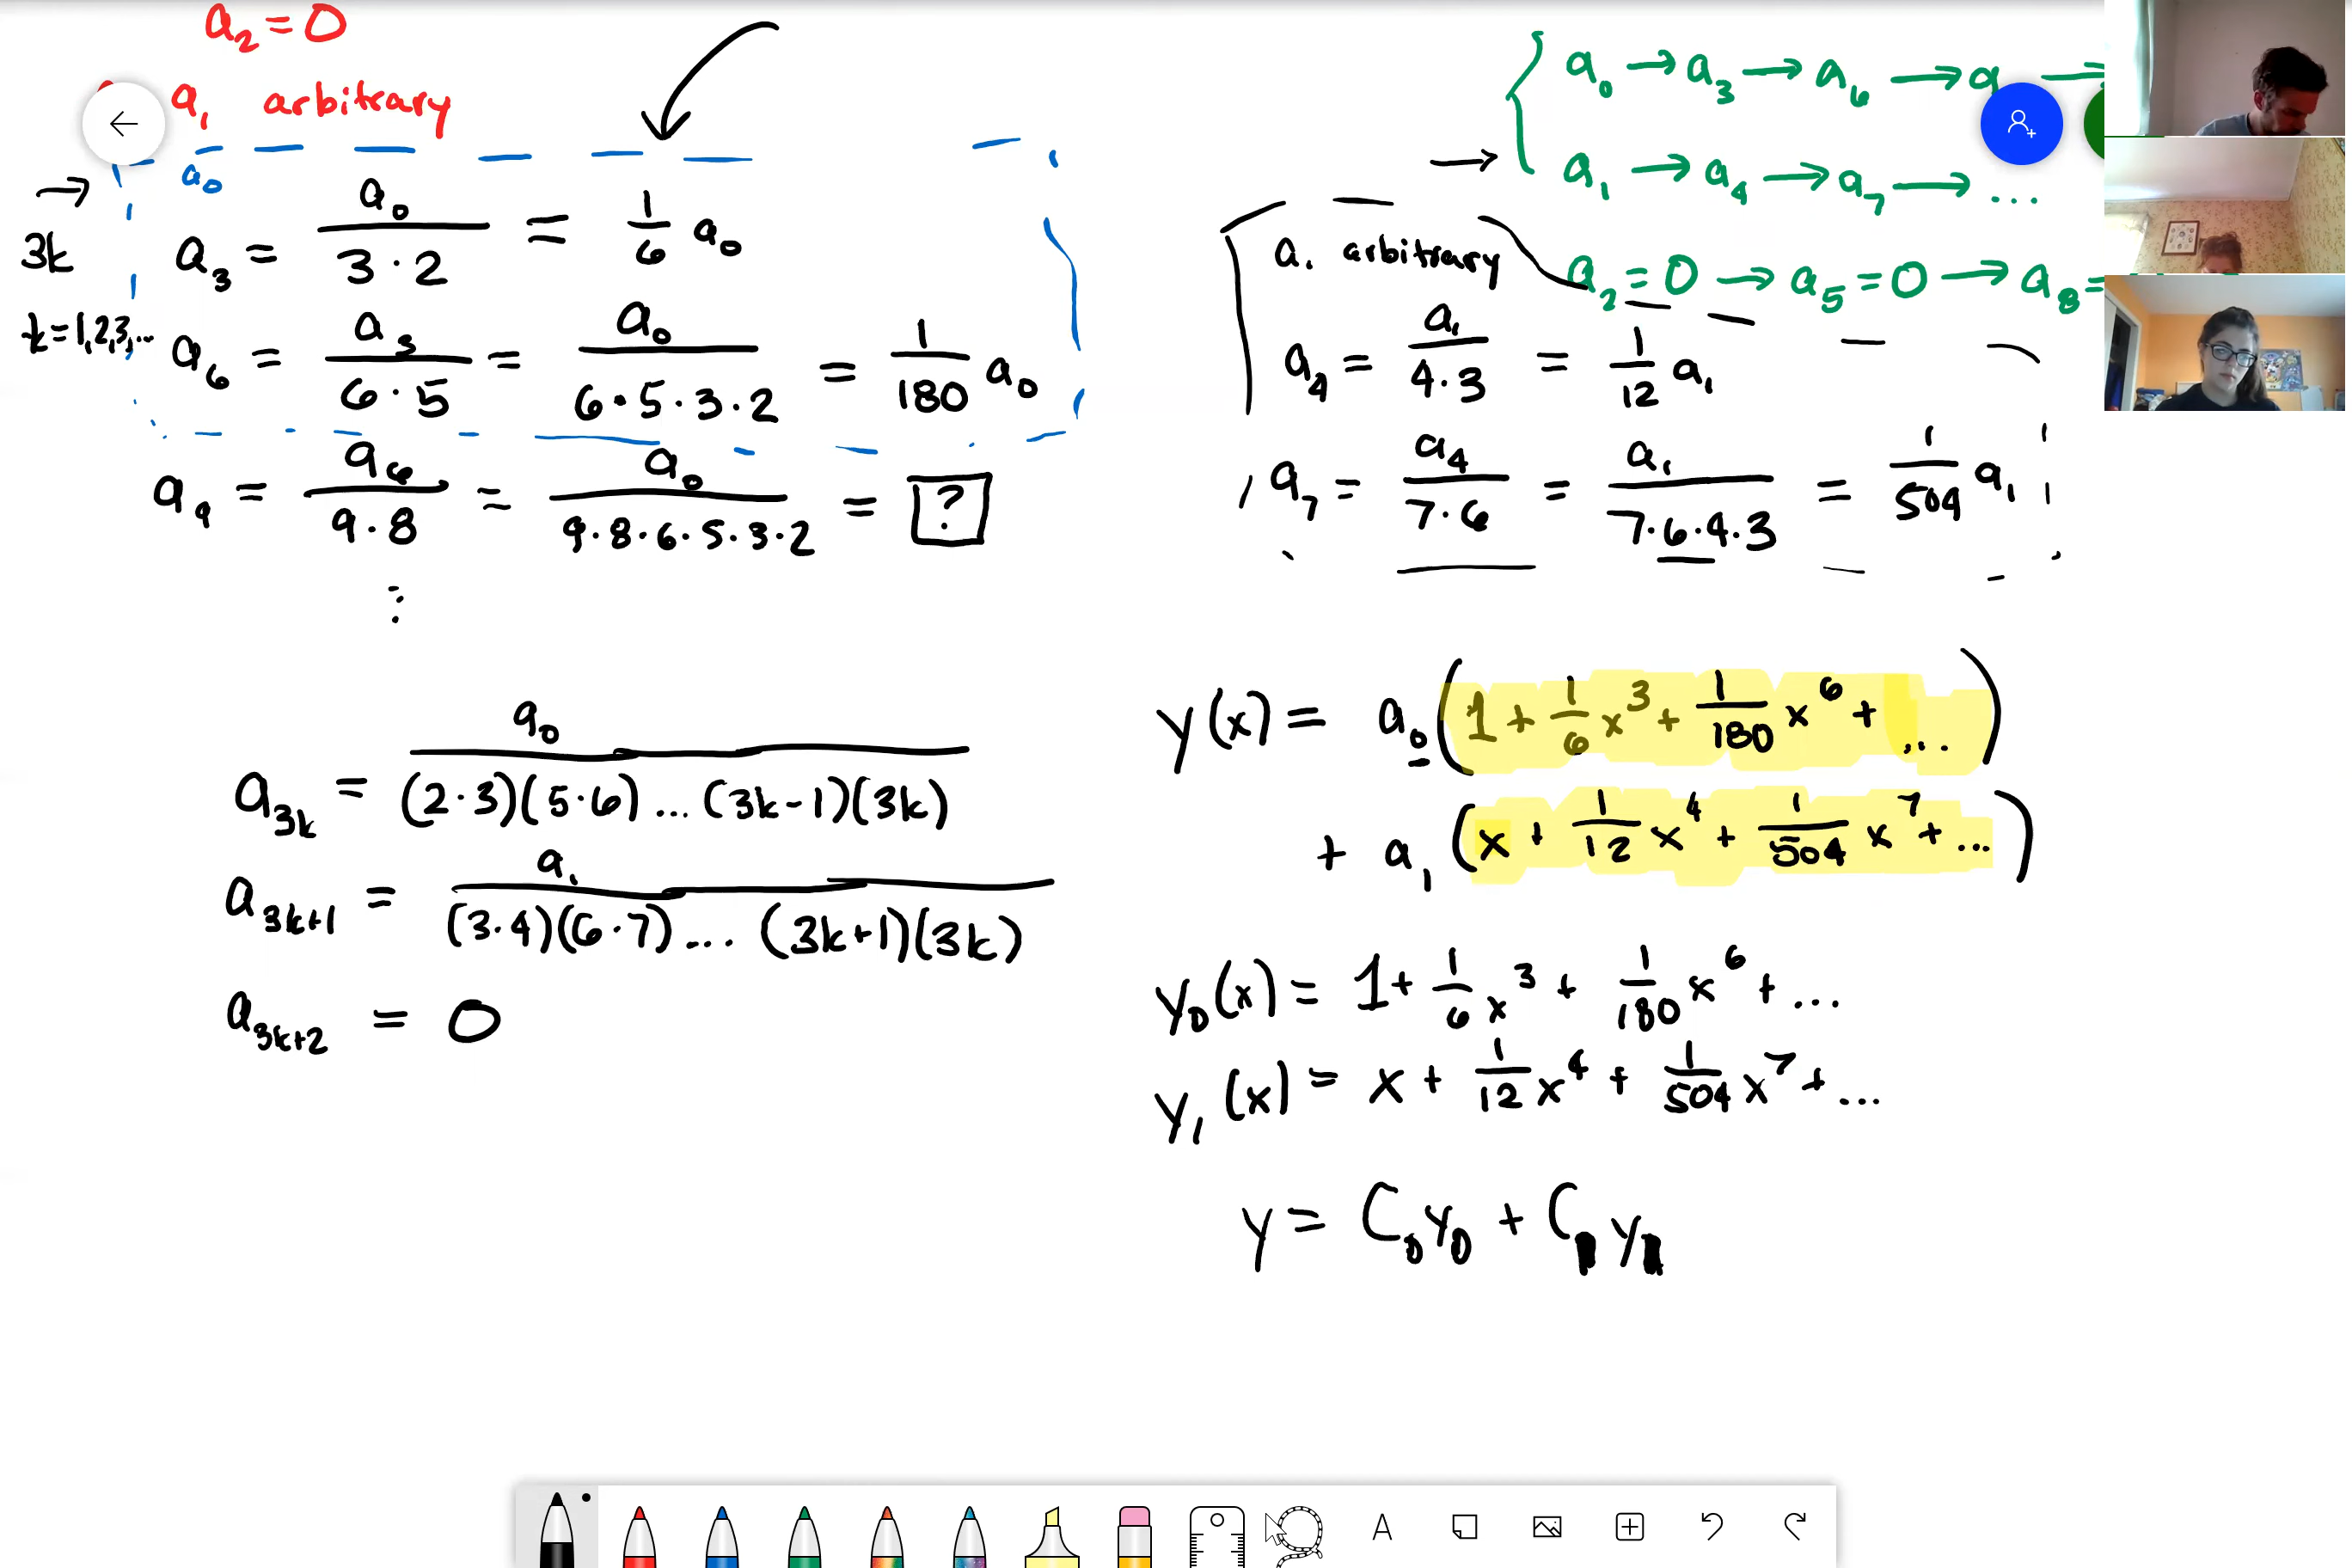 a₂ = 0
a₁ arbitrary
a₀
3k
k=1,2,3,...
a₃ = a₀/(3·2) = 1/6 a₀
a₆ = a₃/(6·5) = a₀/(6·5·3·2) = 1/180 a₀
a₉ = a₆/(9·8) = a₀/(9·8·6·5·3·2) = ?
⋮
a₃ₖ = a₀/((2·3)(5·6)...(3k-1)(3k))
a₃ₖ₊₁ = a₁/((3·4)(6·7)...(3k+1)(3k))
a₃ₖ₊₂ = 0
→ { a₀ → a₃ → a₆ → a →
a₁ → a₄ → a₇ → ...
a₂ = 0 → a₅ = 0 → a₈ =
a₁ arbitrary
a₄ = a₁/(4·3) = 1/12 a₁
a₇ = a₄/(7·6) = a₁/(7·6·4·3) = 1/504 a₁
y(x) = a₀(1 + 1/6 x³ + 1/180 x⁶ + ...)
+ a₁(x + 1/12 x⁴ + 1/504 x⁷ + ...)
y₀(x) = 1 + 1/6 x³ + 1/180 x⁶ + ...
y₁(x) = x + 1/12 x⁴ + 1/504 x⁷ + ...
y = C₀y₀ + C₁y₁
A